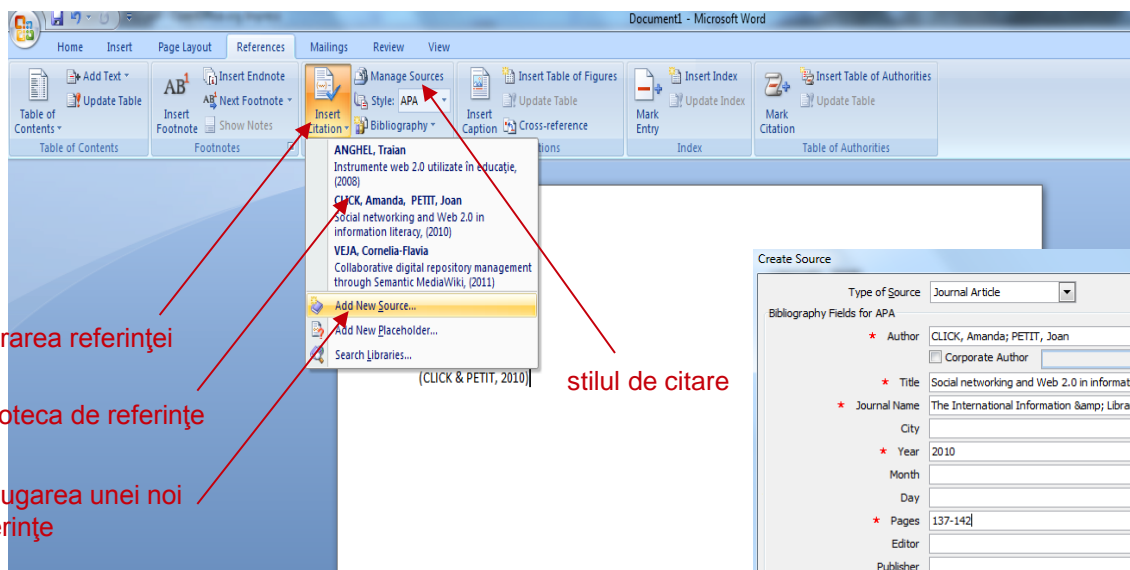 Document1 - Microsoft Word
Home Insert Page Layout References Mailings Review View
Table of Contents
Add Text
Update Table
Table of Contents
AB1
Insert Footnote
Insert Endnote
AB Next Footnote
Show Notes
Footnotes
Insert Citation
Manage Sources
Style: APA
Bibliography
Insert Caption
Insert Table of Figures
Update Table
Cross-reference
Mark Entry
Insert Index
Update Index
Index
Mark Citation
Insert Table of Authorities
Update Table
Table of Authorities
ANGHEL, Traian
Instrumente web 2.0 utilizate în educație,
(2008)
CLICK, Amanda, PETIT, Joan
Social networking and Web 2.0 in
information literacy, (2010)
VEJA, Cornelia-Flavia
Collaborative digital repository management
through Semantic MediaWiki, (2011)
Add New Source...
Add New Placeholder...
Search Libraries...
(CLICK & PETIT, 2010)
rarea referinţei
oteca de referinţe
ugarea unei noi
erinţe
stilul de citare
Create Source
Type of Source Journal Article
Bibliography Fields for APA
* Author CLICK, Amanda; PETIT, Joan
Corporate Author
* Title Social networking and Web 2.0 in informat
* Journal Name The International Information &amp; Libra
City
* Year 2010
Month
Day
* Pages 137-142
Editor
Publisher